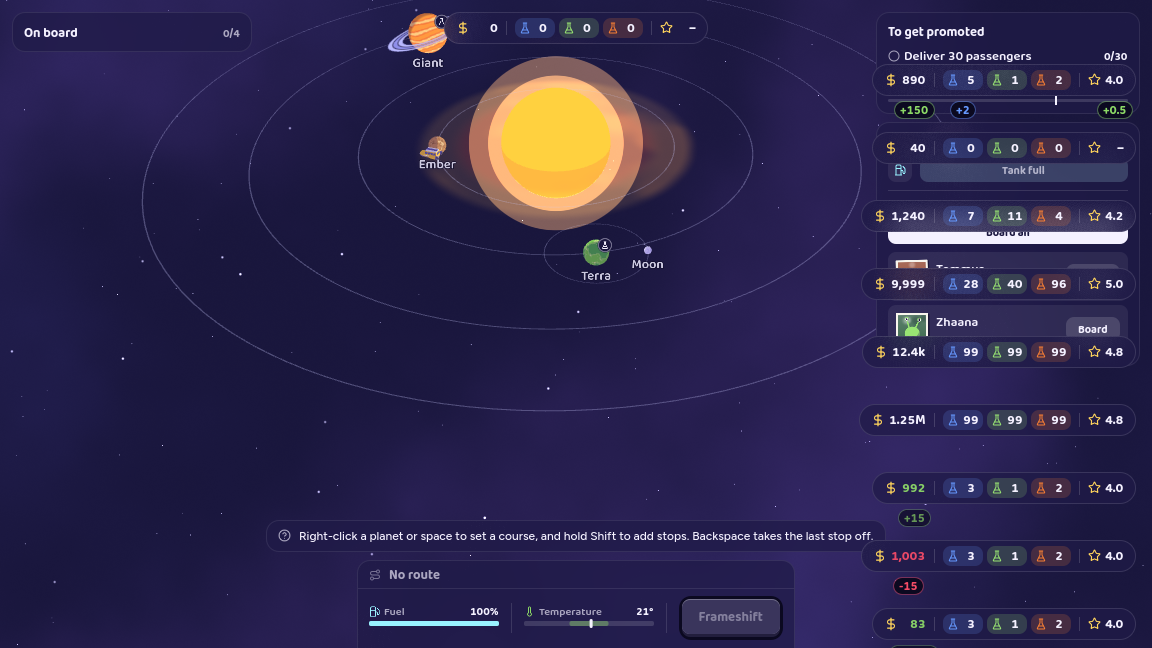 On board 0/4
$ 0 0 0 0 –
Giant
Ember
Terra
Moon
To get promoted
Deliver 30 passengers 0/30
$ 890 5 1 2 4.0
+150 +2 +0.5
$ 40 0 0 0 –
Tank full
$ 1,240 7 11 4 4.2
Board all
$ 9,999 28 40 96 5.0
Zhaana
Board
$ 12.4k 99 99 99 4.8
$ 1.25M 99 99 99 4.8
$ 992 3 1 2 4.0
+15
Right-click a planet or space to set a course, and hold Shift to add stops. Backspace takes the last stop off.
$ 1,003 3 1 2 4.0
-15
$ 83 3 1 2 4.0
No route
Fuel 100%
Temperature 21°
Frameshift